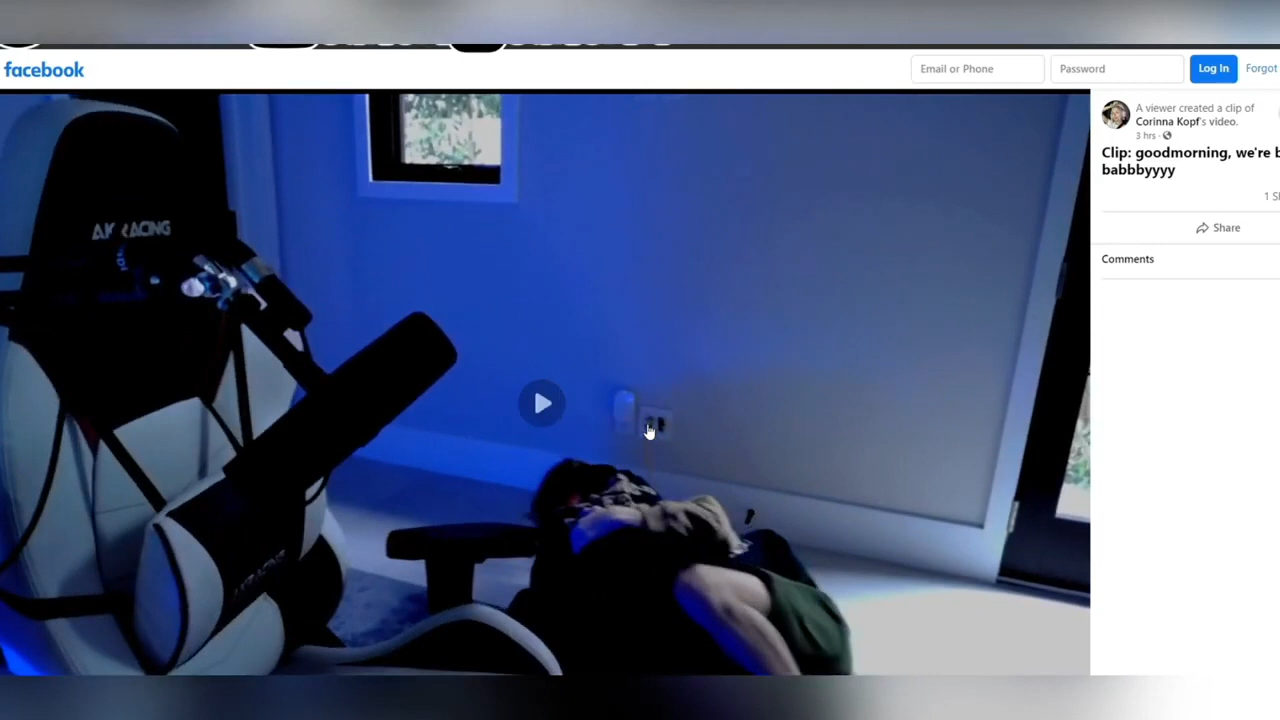 facebook
Email or Phone
Password
Log In
Forgot
A viewer created a clip of
Corinna Kopf's video.
3 hrs ·
Clip: goodmorning, we're b
babbbyyyy
Share
Comments
AKRACING